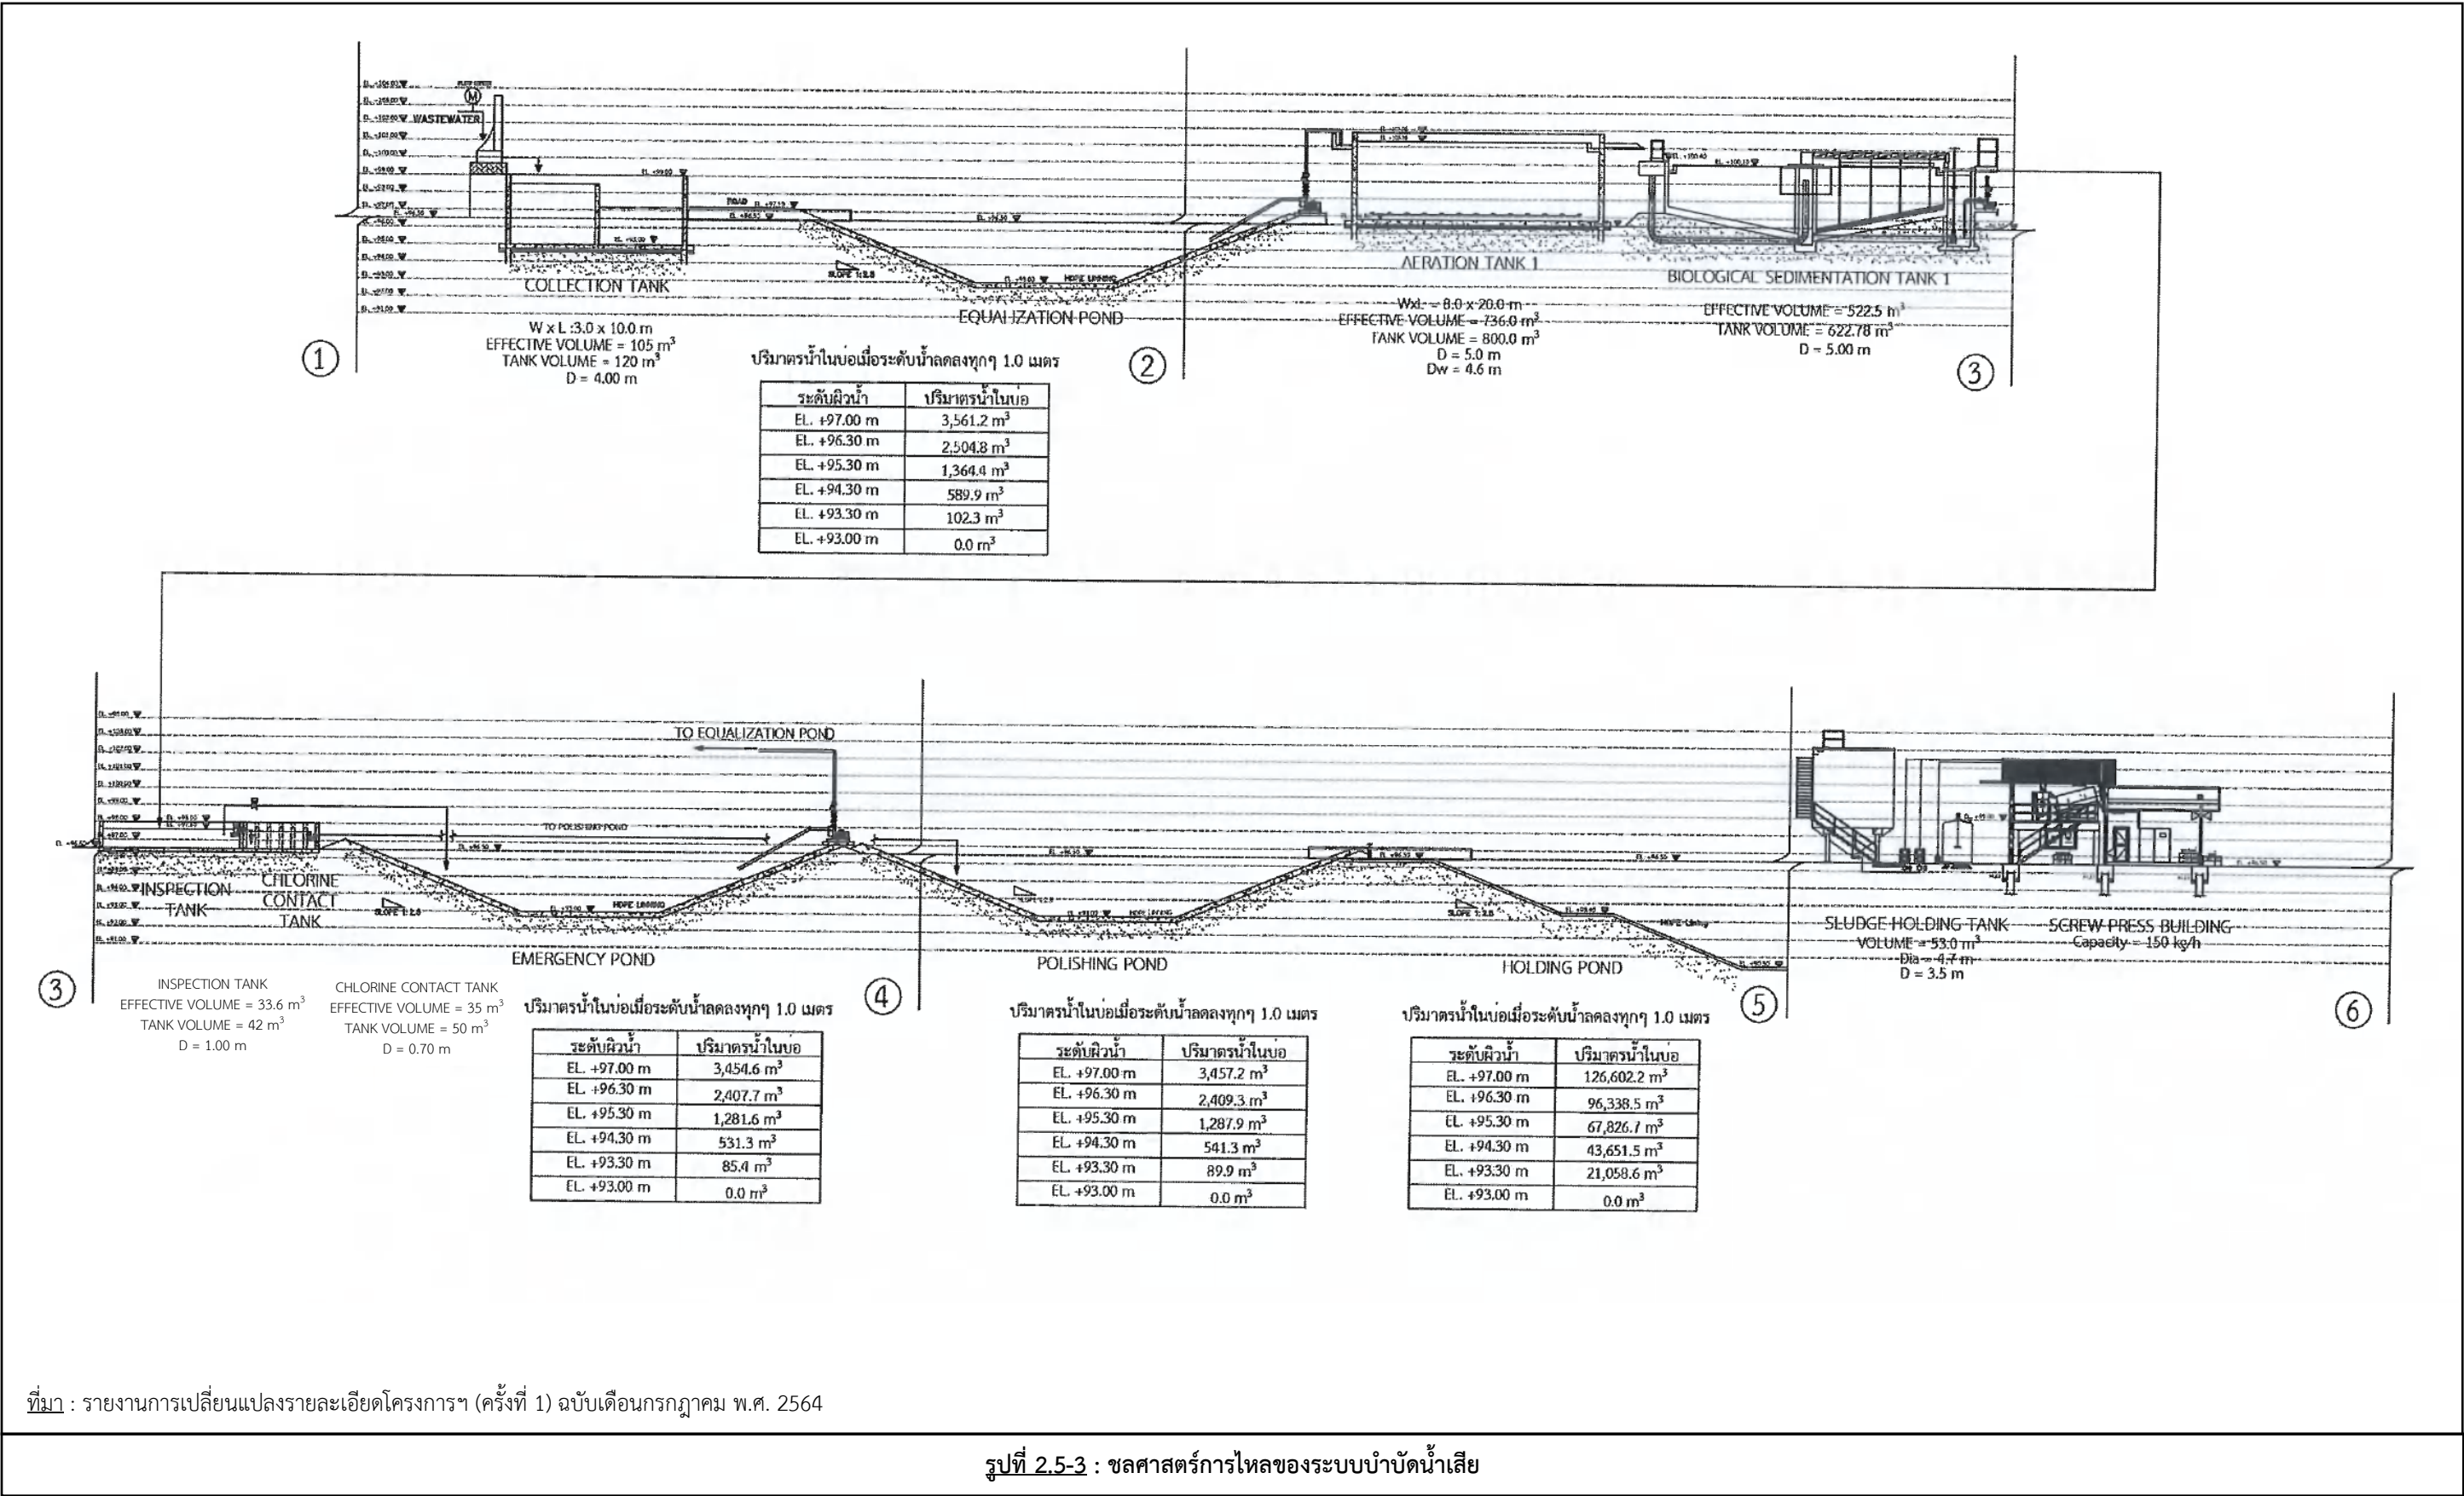 WASTEWATER
ROAD
COLLECTION TANK
W x L :3.0 x 10.0 m
EFFECTIVE VOLUME = 105 m³
TANK VOLUME = 120 m³
D = 4.00 m
SLOPE 1:2.5
HDPE LINNING
EQUALIZATION POND
AERATION TANK 1
WxL = 8.0 x 20.0 m
EFFECTIVE VOLUME = 736.0 m³
TANK VOLUME = 800.0 m³
D = 5.0 m
Dw = 4.6 m
BIOLOGICAL SEDIMENTATION TANK 1
EFFECTIVE VOLUME = 522.5 m³
TANK VOLUME = 622.78 m³
D = 5.00 m
1
2
3
ปริมาตรน้ำในบ่อเมื่อระดับน้ำลดลงทุกๆ 1.0 เมตร
ระดับผิวน้ำ ปริมาตรน้ำในบ่อ
EL. +97.00 m 3,561.2 m³
EL. +96.30 m 2,504.8 m³
EL. +95.30 m 1,364.4 m³
EL. +94.30 m 589.9 m³
EL. +93.30 m 102.3 m³
EL. +93.00 m 0.0 m³
TO EQUALIZATION POND
TO POLISHING POND
INSPECTION
TANK
CHLORINE
CONTACT
TANK
SLOPE 1:2.5
HDPE LINNING
EMERGENCY POND
POLISHING POND
HOLDING POND
SLUDGE HOLDING TANK
VOLUME = 53.0 m³
Dia = 4.7 m
D = 3.5 m
SCREW PRESS BUILDING
Capacity = 150 kg/h
3
4
5
6
INSPECTION TANK
EFFECTIVE VOLUME = 33.6 m³
TANK VOLUME = 42 m³
D = 1.00 m
CHLORINE CONTACT TANK
EFFECTIVE VOLUME = 35 m³
TANK VOLUME = 50 m³
D = 0.70 m
ปริมาตรน้ำในบ่อเมื่อระดับน้ำลดลงทุกๆ 1.0 เมตร
ระดับผิวน้ำ ปริมาตรน้ำในบ่อ
EL. +97.00 m 3,454.6 m³
EL. +96.30 m 2,407.7 m³
EL. +95.30 m 1,281.6 m³
EL. +94.30 m 531.3 m³
EL. +93.30 m 85.4 m³
EL. +93.00 m 0.0 m³
ปริมาตรน้ำในบ่อเมื่อระดับน้ำลดลงทุกๆ 1.0 เมตร
ระดับผิวน้ำ ปริมาตรน้ำในบ่อ
EL. +97.00 m 3,457.2 m³
EL. +96.30 m 2,409.3 m³
EL. +95.30 m 1,287.9 m³
EL. +94.30 m 541.3 m³
EL. +93.30 m 89.9 m³
EL. +93.00 m 0.0 m³
ปริมาตรน้ำในบ่อเมื่อระดับน้ำลดลงทุกๆ 1.0 เมตร
ระดับผิวน้ำ ปริมาตรน้ำในบ่อ
EL. +97.00 m 126,602.2 m³
EL. +96.30 m 96,338.5 m³
EL. +95.30 m 67,826.7 m³
EL. +94.30 m 43,651.5 m³
EL. +93.30 m 21,058.6 m³
EL. +93.00 m 0.0 m³
ที่มา : รายงานการเปลี่ยนแปลงรายละเอียดโครงการฯ (ครั้งที่ 1) ฉบับเดือนกรกฎาคม พ.ศ. 2564
รูปที่ 2.5-3 : ชลศาสตร์การไหลของระบบบำบัดน้ำเสีย